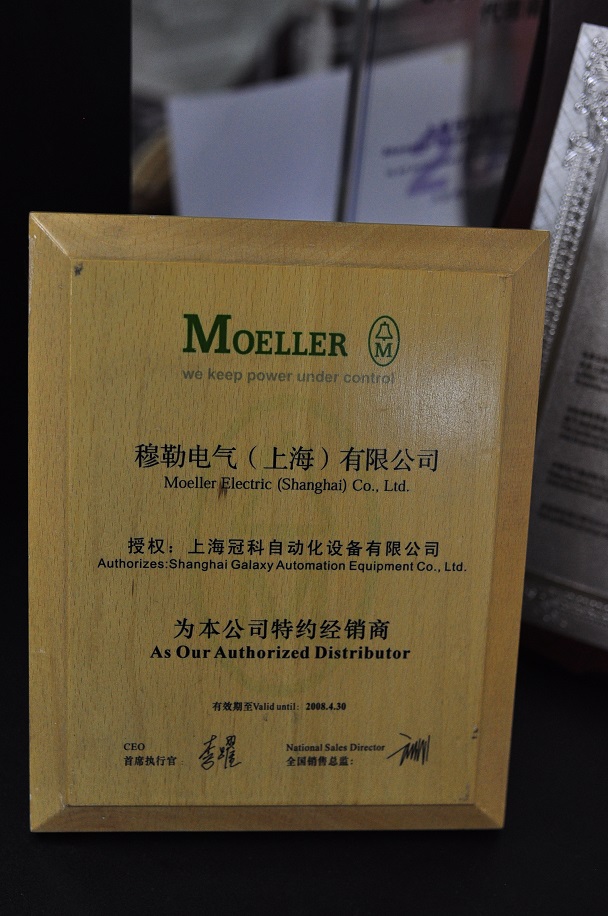 MOELLER M
we keep power under control
穆勒电气（上海）有限公司
Moeller Electric (Shanghai) Co., Ltd.
授权：上海冠科自动化设备有限公司
Authorizes:Shanghai Galaxy Automation Equipment Co., Ltd.
为本公司特约经销商
As Our Authorized Distributor
有效期至Valid until: 2008.4.30
CEO
首席执行官
National Sales Director
全国销售总监: